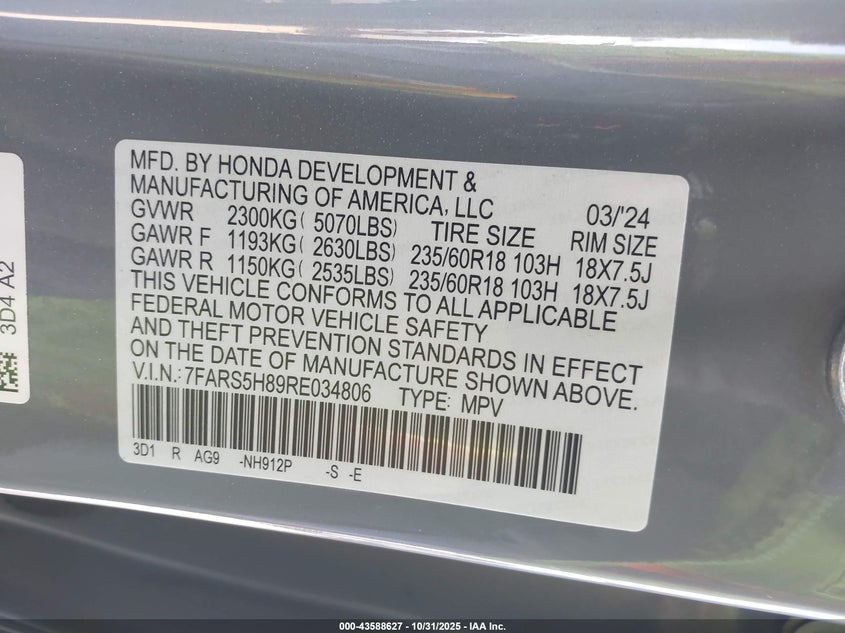 MFD. BY HONDA DEVELOPMENT &
MANUFACTURING OF AMERICA, LLC 03/'24
GVWR 2300KG( 5070LBS) TIRE SIZE RIM SIZE
GAWR F 1193KG( 2630LBS) 235/60R18 103H 18X7.5J
GAWR R 1150KG( 2535LBS) 235/60R18 103H 18X7.5J
THIS VEHICLE CONFORMS TO ALL APPLICABLE
FEDERAL MOTOR VEHICLE SAFETY
AND THEFT PREVENTION STANDARDS IN EFFECT
ON THE DATE OF MANUFACTURE SHOWN ABOVE.
V.I.N.: 7FARS5H89RE034806 TYPE: MPV
3D1 R AG9 -NH912P -S -E
3D4 A2
000-43588627 - 10/31/2025 - IAA Inc.